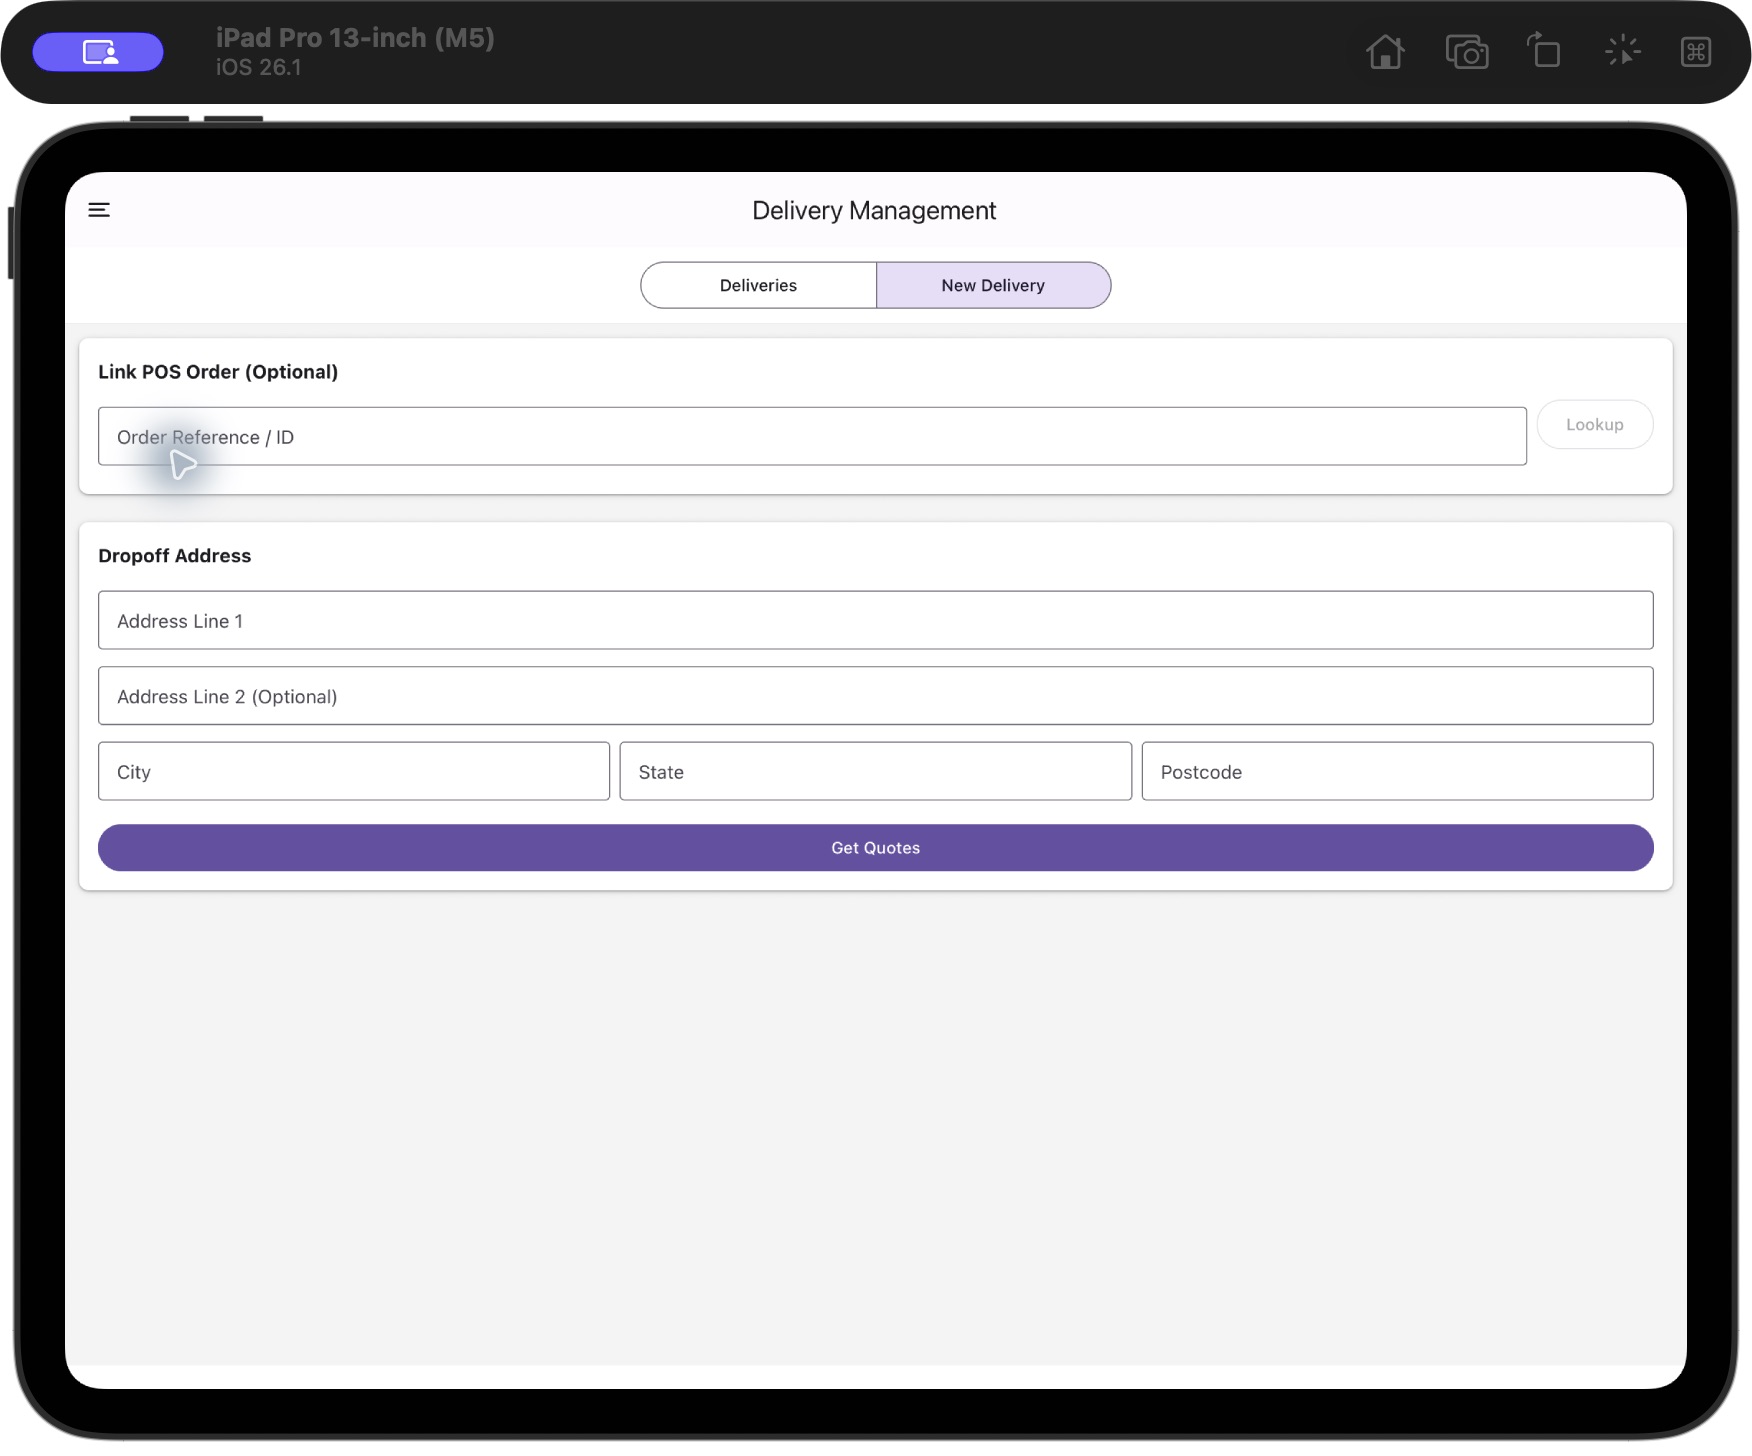 iPad Pro 13-inch (M5)
iOS 26.1
Delivery Management
Deliveries
New Delivery
Link POS Order (Optional)
Order Reference / ID
Lookup
Dropoff Address
Address Line 1
Address Line 2 (Optional)
City
State
Postcode
Get Quotes